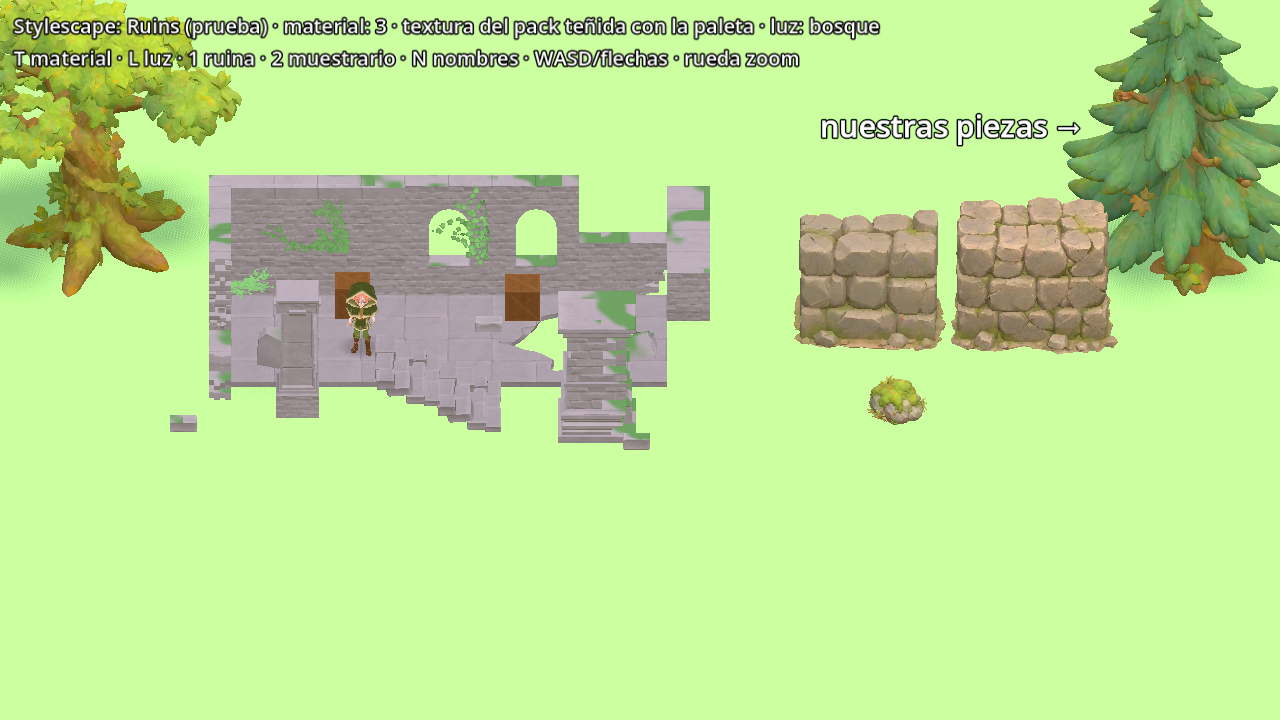 Stylescape: Ruins (prueba) · material: 3 · textura del pack teñida con la paleta · luz: bosque
T material · L luz · 1 ruina · 2 muestrario · N nombres · WASD/flechas · rueda zoom
nuestras piezas →